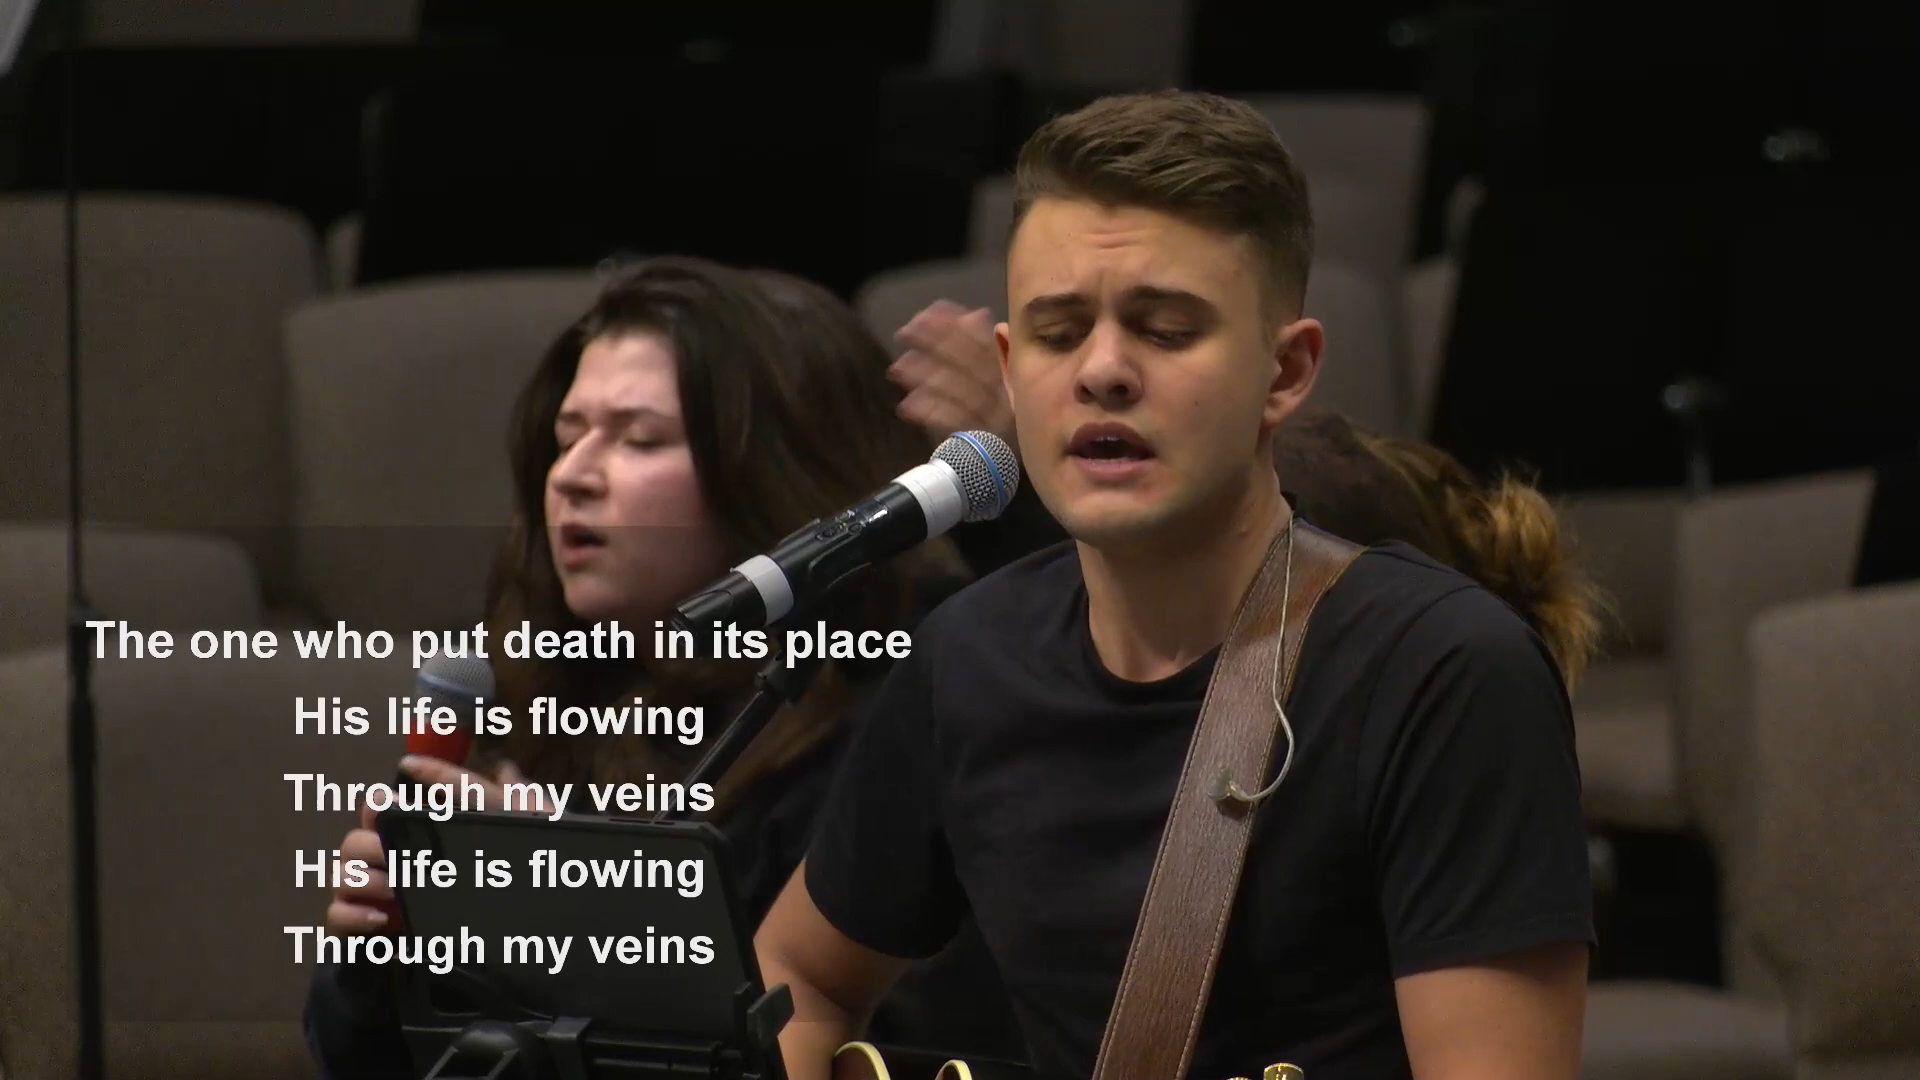 The one who put death in its place
His life is flowing
Through my veins
His life is flowing
Through my veins